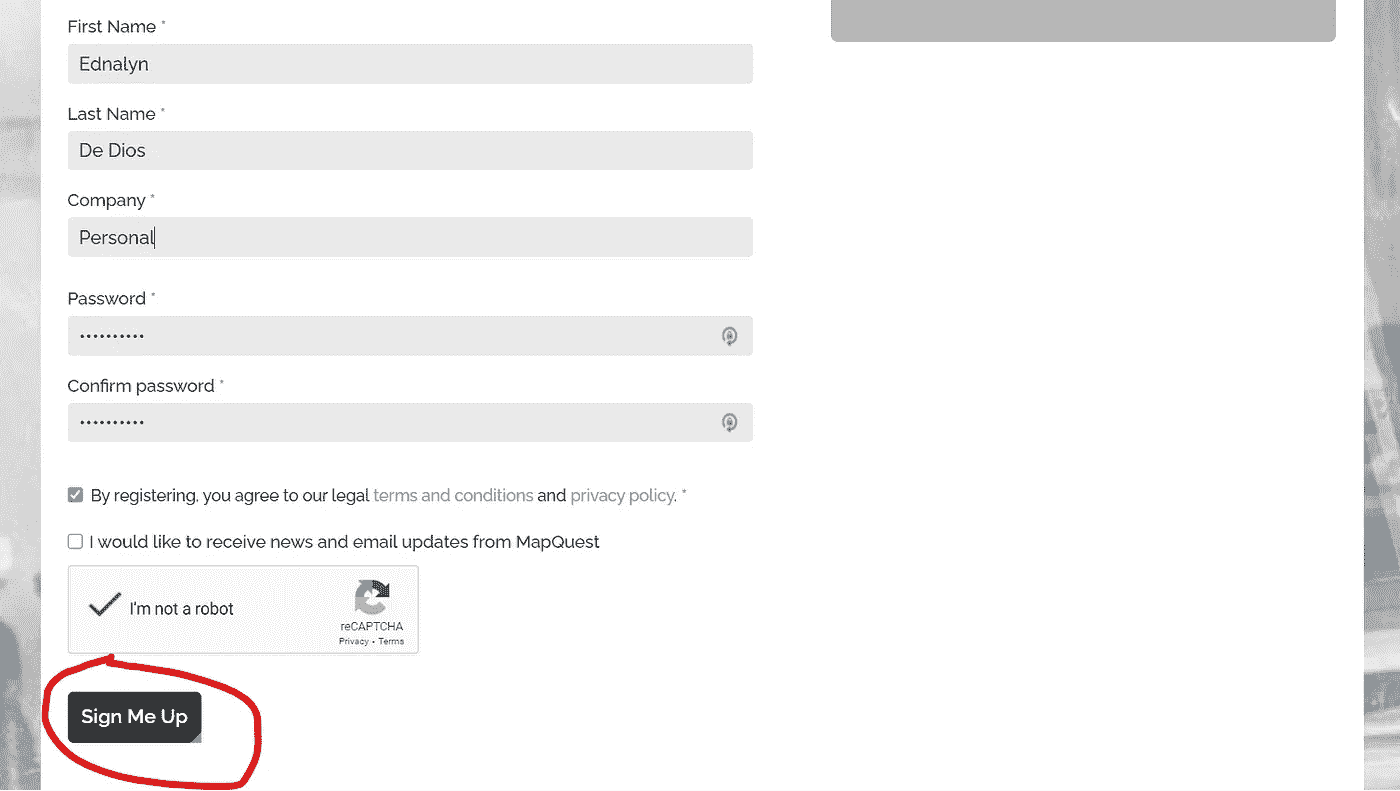 First Name *
Ednalyn
Last Name *
De Dios
Company *
Personal
Password *
••••••••••
Confirm password *
••••••••••
By registering, you agree to our legal terms and conditions and privacy policy. *
I would like to receive news and email updates from MapQuest
I'm not a robot
reCAPTCHA
Privacy • Terms
Sign Me Up